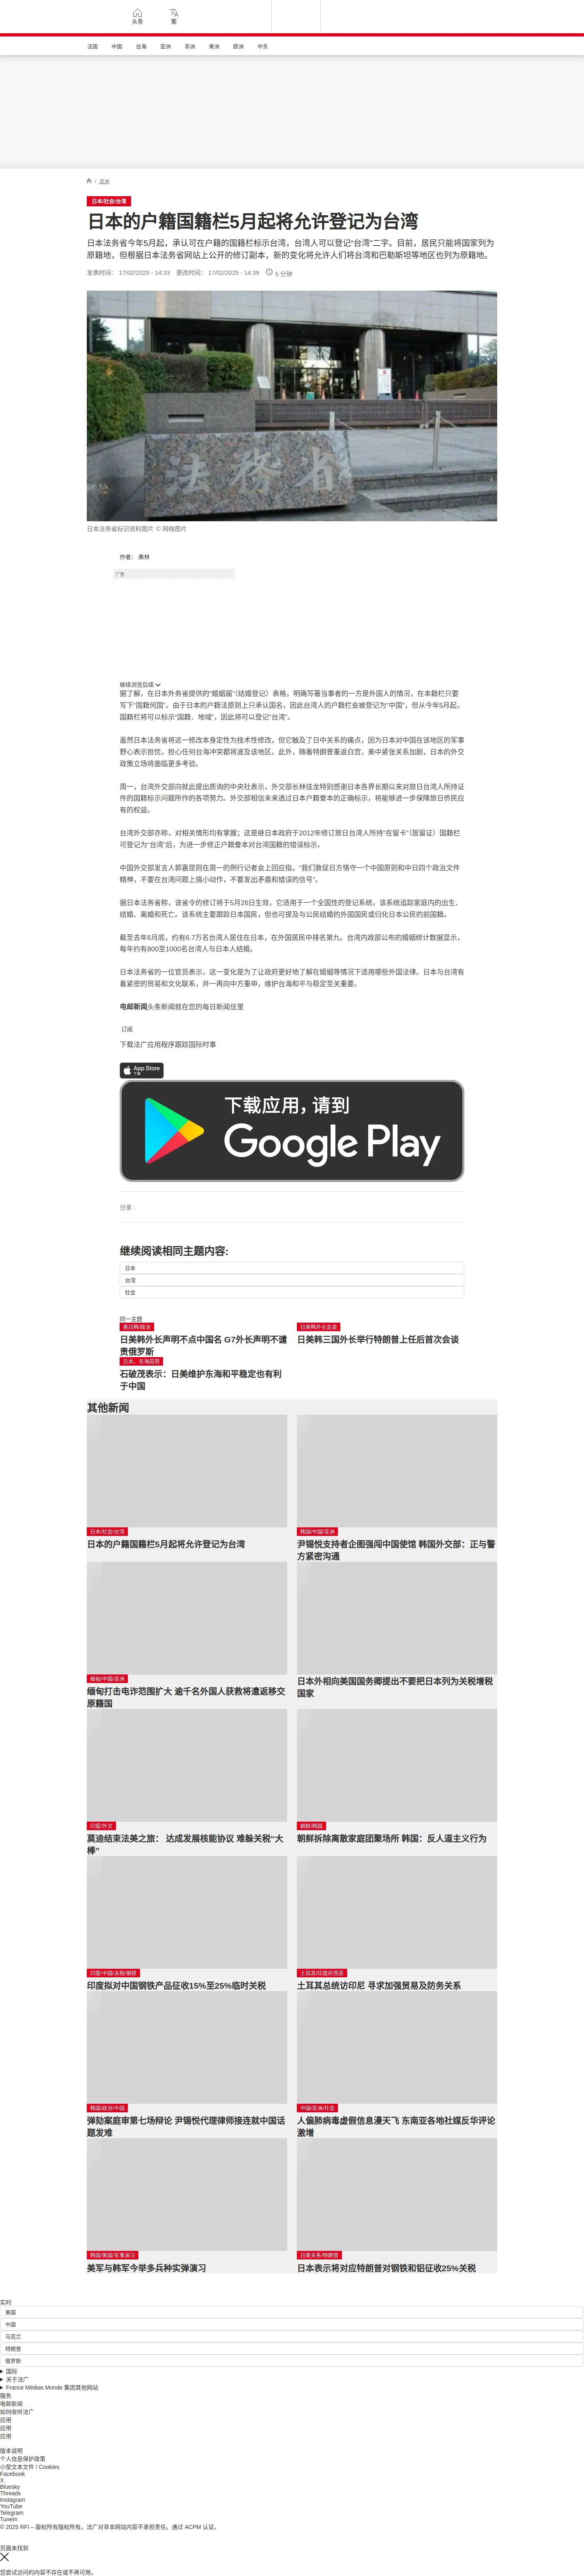 头条
繁
法国
中国
台海
亚洲
非洲
美洲
欧洲
中东
/ 亚洲
日本/社会/台湾
日本的户籍国籍栏5月起将允许登记为台湾
日本法务省今年5月起，承认可在户籍的国籍栏标示台湾，台湾人可以登记“台湾”二字。目前，居民只能将国家列为
原籍地，但根据日本法务省网站上公开的修订副本，新的变化将允许人们将台湾和巴勒斯坦等地区也列为原籍地。
发表时间： 17/02/2025 - 14:33 更改时间： 17/02/2025 - 14:39 5 分钟
法務省
日本法务省标识资料图片 © 网络图片
作者： 弗林
广告
继续浏览后续
据了解，在日本外务省提供的“婚姻届”（结婚登记）表格，明确写著当事者的一方是外国人的情况，在本籍栏只要
写下“国籍何国”。由于日本的户籍法原则上只承认国名，因此台湾人的户籍栏会被登记为“中国”，但从今年5月起，
国籍栏将可以标示“国籍．地域”，因此将可以登记“台湾”。
虽然日本法务省将这一修改本身定性为技术性修改，但它触及了日中关系的痛点，因为日本对中国在该地区的军事
野心表示担忧，担心任何台海冲突都将波及该地区。此外，随着特朗普重返白宫，美中紧张关系加剧，日本的外交
政策立场将面临更多考验。
周一，台湾外交部向就此提出质询的中央社表示，外交部长林佳龙特别感谢日本各界长期以来对旅日台湾人所持证
件的国籍标示问题所作的各项努力。外交部相信未来透过日本户籍誊本的正确标示，将能够进一步保障旅日侨民应
有的权益。
台湾外交部亦称，对相关情形均有掌握；这是继日本政府于2012年修订旅日台湾人所持“在留卡”（居留证）国籍栏
可登记为“台湾”后，为进一步修正户籍誊本对台湾国籍的错误标示。
中国外交部发言人郭嘉昆则在周一的例行记者会上回应指，“我们敦促日方恪守一个中国原则和中日四个政治文件
精神，不要在台湾问题上搞小动作，不要发出矛盾和错误的信号”。
据日本法务省称，该省令的修订将于5月26日生效，它适用于一个全国性的登记系统，该系统追踪家庭内的出生、
结婚、离婚和死亡。该系统主要跟踪日本国民，但也可提及与公民结婚的外国国民或归化日本公民的前国籍。
截至去年6月底，约有6.7万名台湾人居住在日本，在外国居民中排名第九。台湾内政部公布的婚姻统计数据显示，
每年约有800至1000名台湾人与日本人结婚。
日本法务省的一位官员表示，这一变化是为了让政府更好地了解在婚姻等情况下适用哪些外国法律。日本与台湾有
着紧密的贸易和文化联系，并一再向中方重申，维护台海和平与稳定至关重要。
电邮新闻头条新闻就在您的每日新闻信里
订阅
下载法广应用程序跟踪国际时事
App Store
下载
下载应用，请到
Google Play
分享 :
继续阅读相同主题内容:
日本
台湾
社会
同一主题
美日韩/政治
日美韩外长声明不点中国名 G7外长声明不谴
责俄罗斯
日美韩外长会谈
日美韩三国外长举行特朗普上任后首次会谈
日本、东海局势
石破茂表示：日美维护东海和平稳定也有利
于中国
其他新闻
日本/社会/台湾
日本的户籍国籍栏5月起将允许登记为台湾
韩国/中国/亚洲
尹锡悦支持者企图强闯中国使馆 韩国外交部：正与警
方紧密沟通
缅甸/中国/亚洲
缅甸打击电诈范围扩大 逾千名外国人获救将遣返移交
原籍国
日本外相向美国国务卿提出不要把日本列为关税增税
国家
印度/外交
莫迪结束法美之旅： 达成发展核能协议 难躲关税“大
棒”
朝鲜/韩国
朝鲜拆除离散家庭团聚场所 韩国：反人道主义行为
印度/中国/关税/钢铁
印度拟对中国钢铁产品征收15%至25%临时关税
土耳其/印度尼西亚
土耳其总统访印尼 寻求加强贸易及防务关系
韩国/政治/中国
弹劾案庭审第七场辩论 尹锡悦代理律师接连就中国话
题发难
中国/亚洲/社会
人偏肺病毒虚假信息漫天飞 东南亚各地社媒反华评论
激增
韩国/美国/军事演习
美军与韩军今举多兵种实弹演习
日美关系/特朗普
日本表示将对应特朗普对钢铁和铝征收25%关税
实时
美国
中国
乌克兰
特朗普
俄罗斯
国际
关于法广
France Médias Monde 集团其他网站
服务
电邮新闻
如何收听法广
应用
应用
应用
版本说明
个人信息保护政策
小型文本文件 / Cookies
Facebook
X
Bluesky
Threads
Instagram
YouTube
Telegram
TuneIn
© 2025 RFI – 版权所有版权所有。法广对非本网站内容不承担责任。通过 ACPM 认证。
页面未找到
您尝试访问的内容不存在或不再可用。